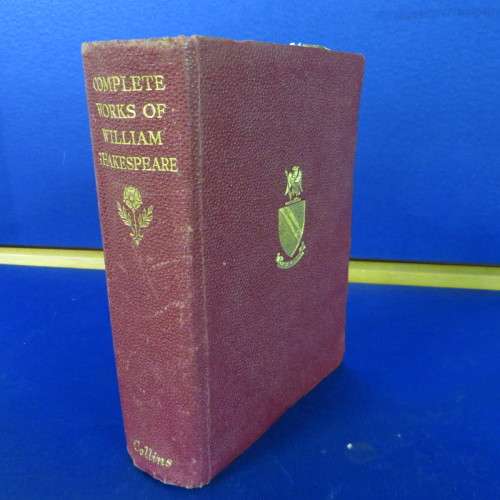 COMPLETE
WORKS OF
WILLIAM
SHAKESPEARE
Collins